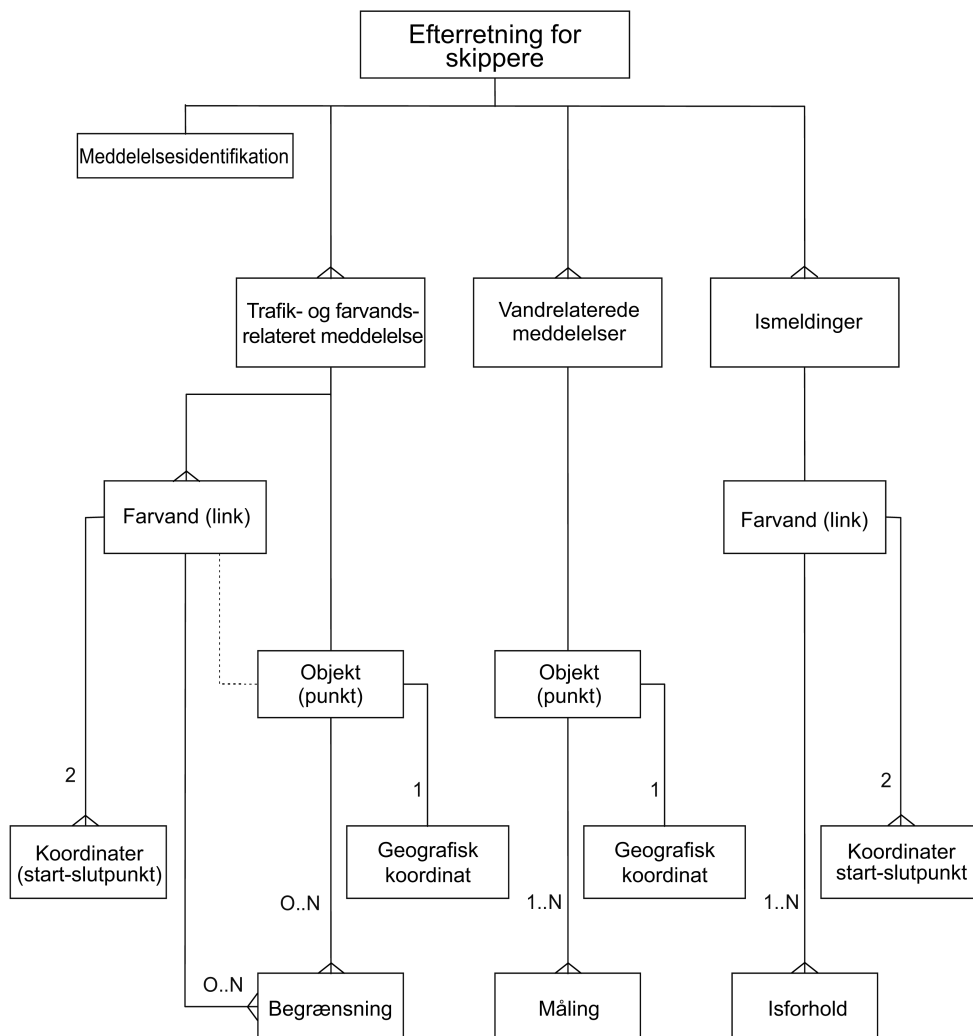 Efterretning for
skippere
Meddelelsesidentifikation
Trafik- og farvands-
relateret meddelelse
Vandrelaterede
meddelelser
Ismeldinger
Farvand (link)
Farvand (link)
Objekt
(punkt)
Objekt
(punkt)
2
1
1
2
Koordinater
(start-slutpunkt)
Geografisk
koordinat
Geografisk
koordinat
Koordinater
start-slutpunkt
O..N
1..N
1..N
O..N
Begrænsning
Måling
Isforhold